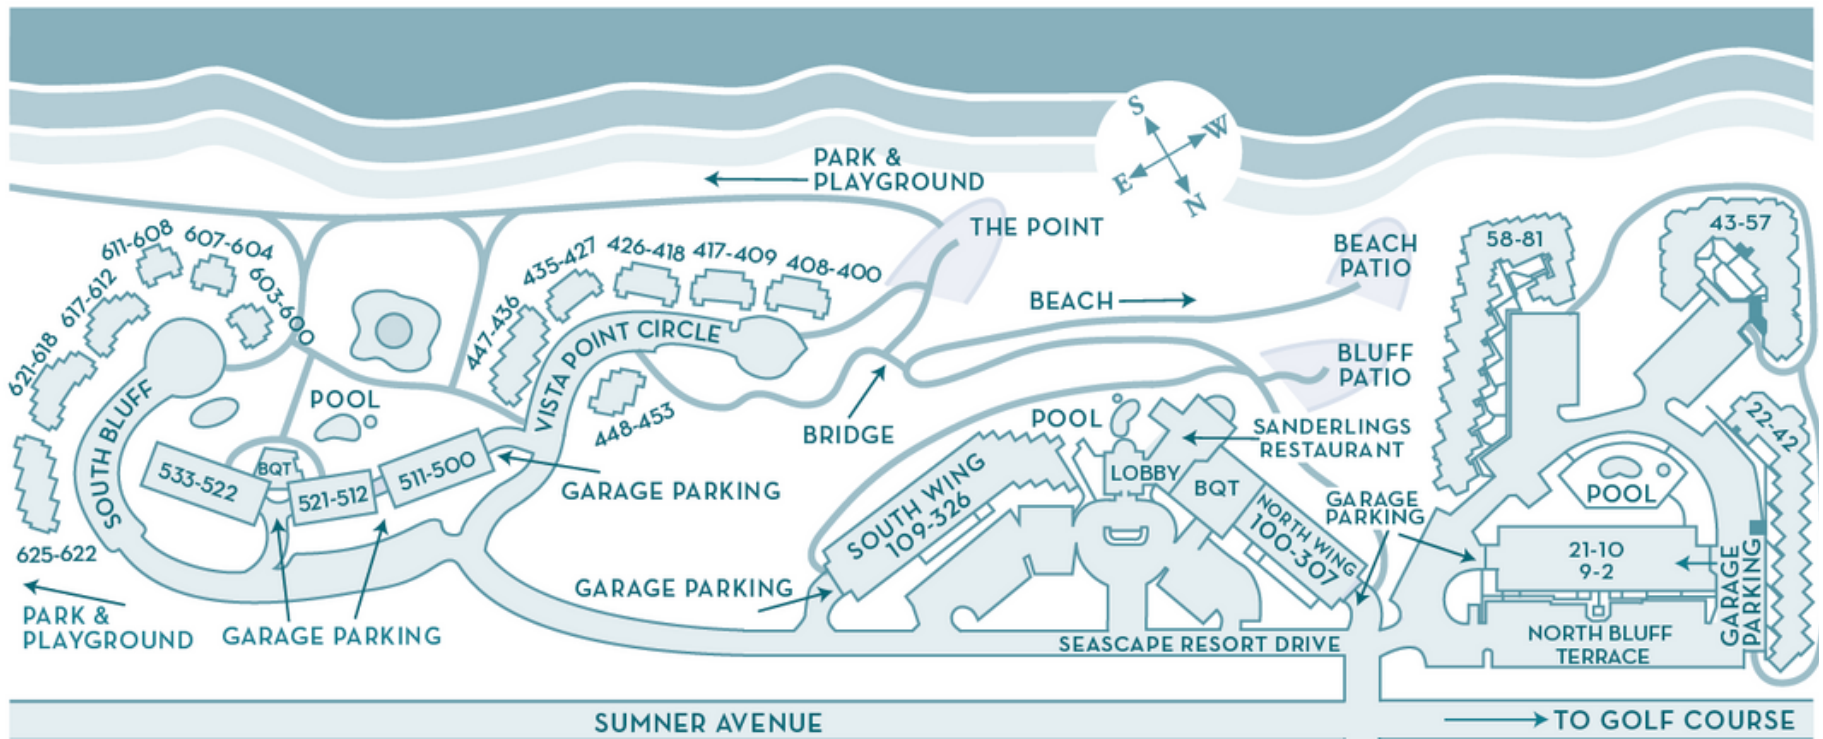 S
W
E
N
PARK &
PLAYGROUND
THE POINT
BEACH
PATIO
BEACH
BLUFF
PATIO
BRIDGE
611-608
607-604
603-600
617-612
621-618
625-622
SOUTH BLUFF
POOL
BQT
533-522
521-512
511-500
GARAGE PARKING
GARAGE PARKING
PARK &
PLAYGROUND
447-436
435-427
426-418
417-409
408-400
VISTA POINT CIRCLE
448-453
POOL
SANDERLINGS
RESTAURANT
LOBBY
BQT
SOUTH WING
109-326
NORTH WING
100-307
GARAGE PARKING
GARAGE
PARKING
SEASCAPE RESORT DRIVE
58-81
43-57
22-42
POOL
21-10
9-2
GARAGE
PARKING
NORTH BLUFF
TERRACE
SUMNER AVENUE
TO GOLF COURSE